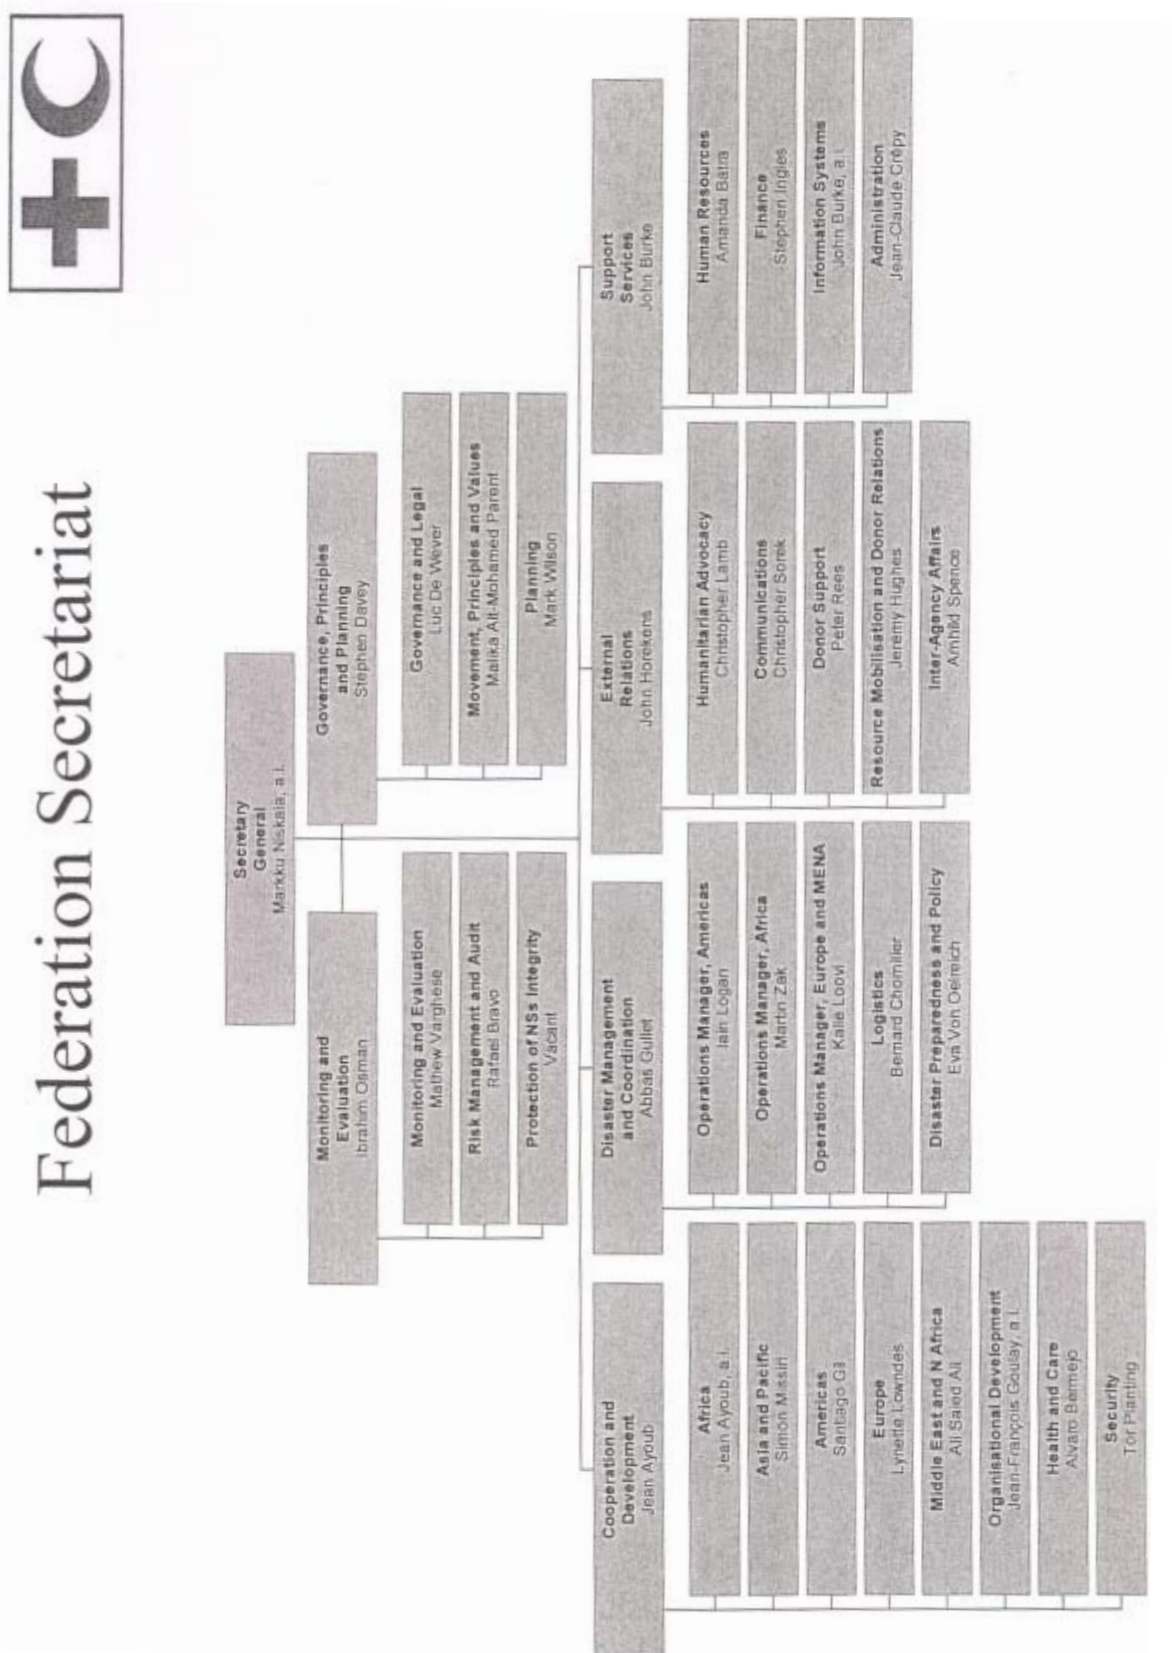 Federation Secretariat
Secretary
General
Markku Niskala, a.i.
Monitoring and
Evaluation
Ibrahim Osman
Governance, Principles
and Planning
Stephen Davey
Monitoring and Evaluation
Mathew Varghese
Risk Management and Audit
Rafael Bravo
Protection of NSs Integrity
Vacant
Governance and Legal
Luc De Wever
Movement, Principles and Values
Malika Ait-Mohamed Parent
Planning
Mark Wilson
Cooperation and
Development
Jean Ayoub
Africa
Jean Ayoub, a.i.
Asia and Pacific
Simon Missiri
Americas
Santiago Gil
Europe
Lynette Lowndes
Middle East and N Africa
Ali Saied Ali
Organisational Development
Jean-François Goulay, a.i.
Health and Care
Alvaro Bermejo
Security
Tor Planting
Disaster Management
and Coordination
Abbas Gullet
Operations Manager, Americas
Iain Logan
Operations Manager, Africa
Martin Zak
Operations Manager, Europe and MENA
Kalle Loovi
Logistics
Bernard Chomilier
Disaster Preparedness and Policy
Eva Von Oelreich
External
Relations
John Horekens
Humanitarian Advocacy
Christopher Lamb
Communications
Christopher Sorek
Donor Support
Peter Rees
Resource Mobilisation and Donor Relations
Jeremy Hughes
Inter-Agency Affairs
Arnhild Spence
Support
Services
John Burke
Human Resources
Amanda Batra
Finance
Stephen Ingles
Information Systems
John Burke, a.i.
Administration
Jean-Claude Crépy